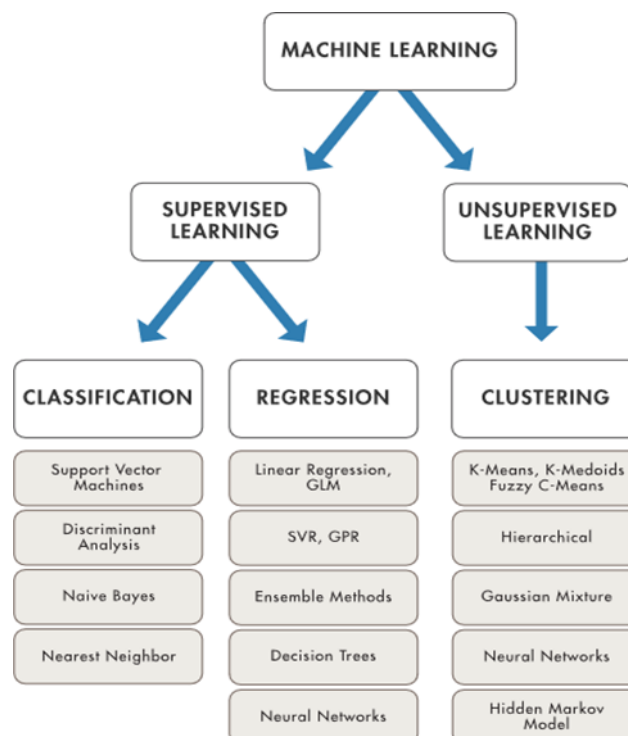 MACHINE LEARNING
SUPERVISED
LEARNING
UNSUPERVISED
LEARNING
CLASSIFICATION
Support Vector
Machines
Discriminant
Analysis
Naive Bayes
Nearest Neighbor
REGRESSION
Linear Regression,
GLM
SVR, GPR
Ensemble Methods
Decision Trees
Neural Networks
CLUSTERING
K-Means, K-Medoids
Fuzzy C-Means
Hierarchical
Gaussian Mixture
Neural Networks
Hidden Markov
Model